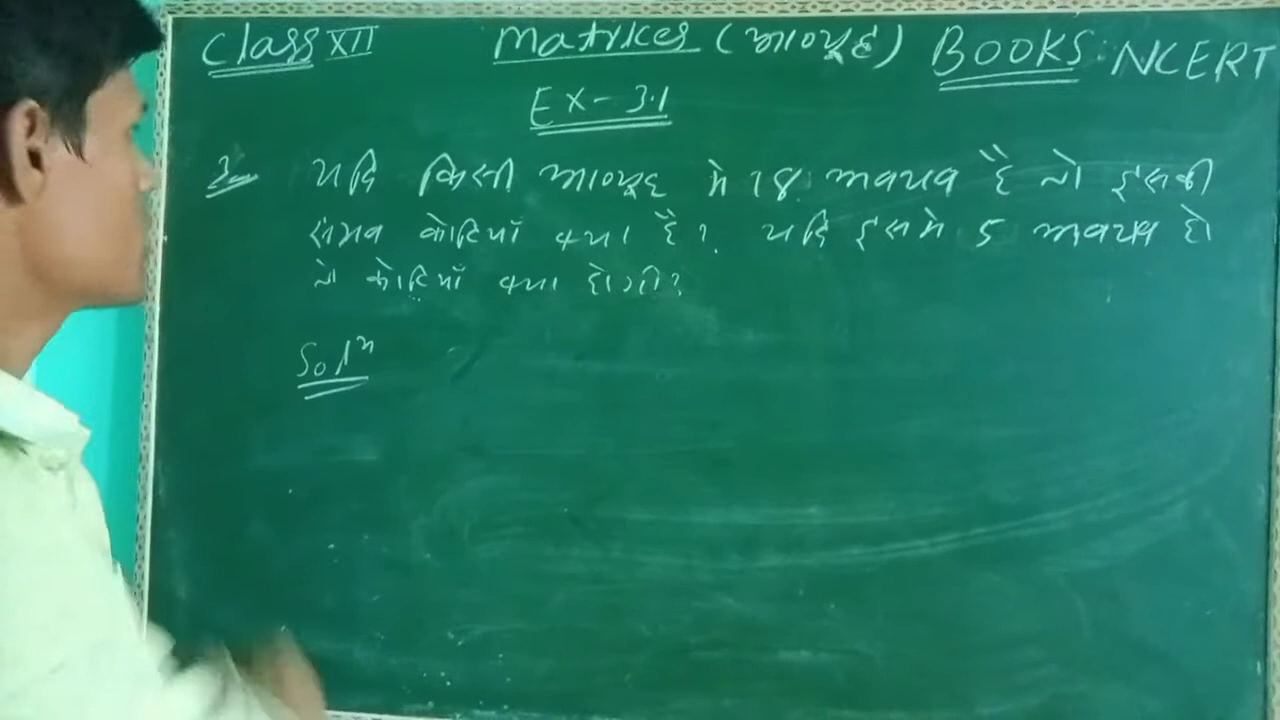 Class XII Matrices (आव्यूह) BOOKS: NCERT
Ex- 3.1
3. यदि किसी आव्यूह में 18 अवयव हैं तो इसकी
संभव कोटियाँ क्या हैं? यदि इसमें 5 अवयव हो
तो कोटियाँ क्या होगी?
Solⁿ